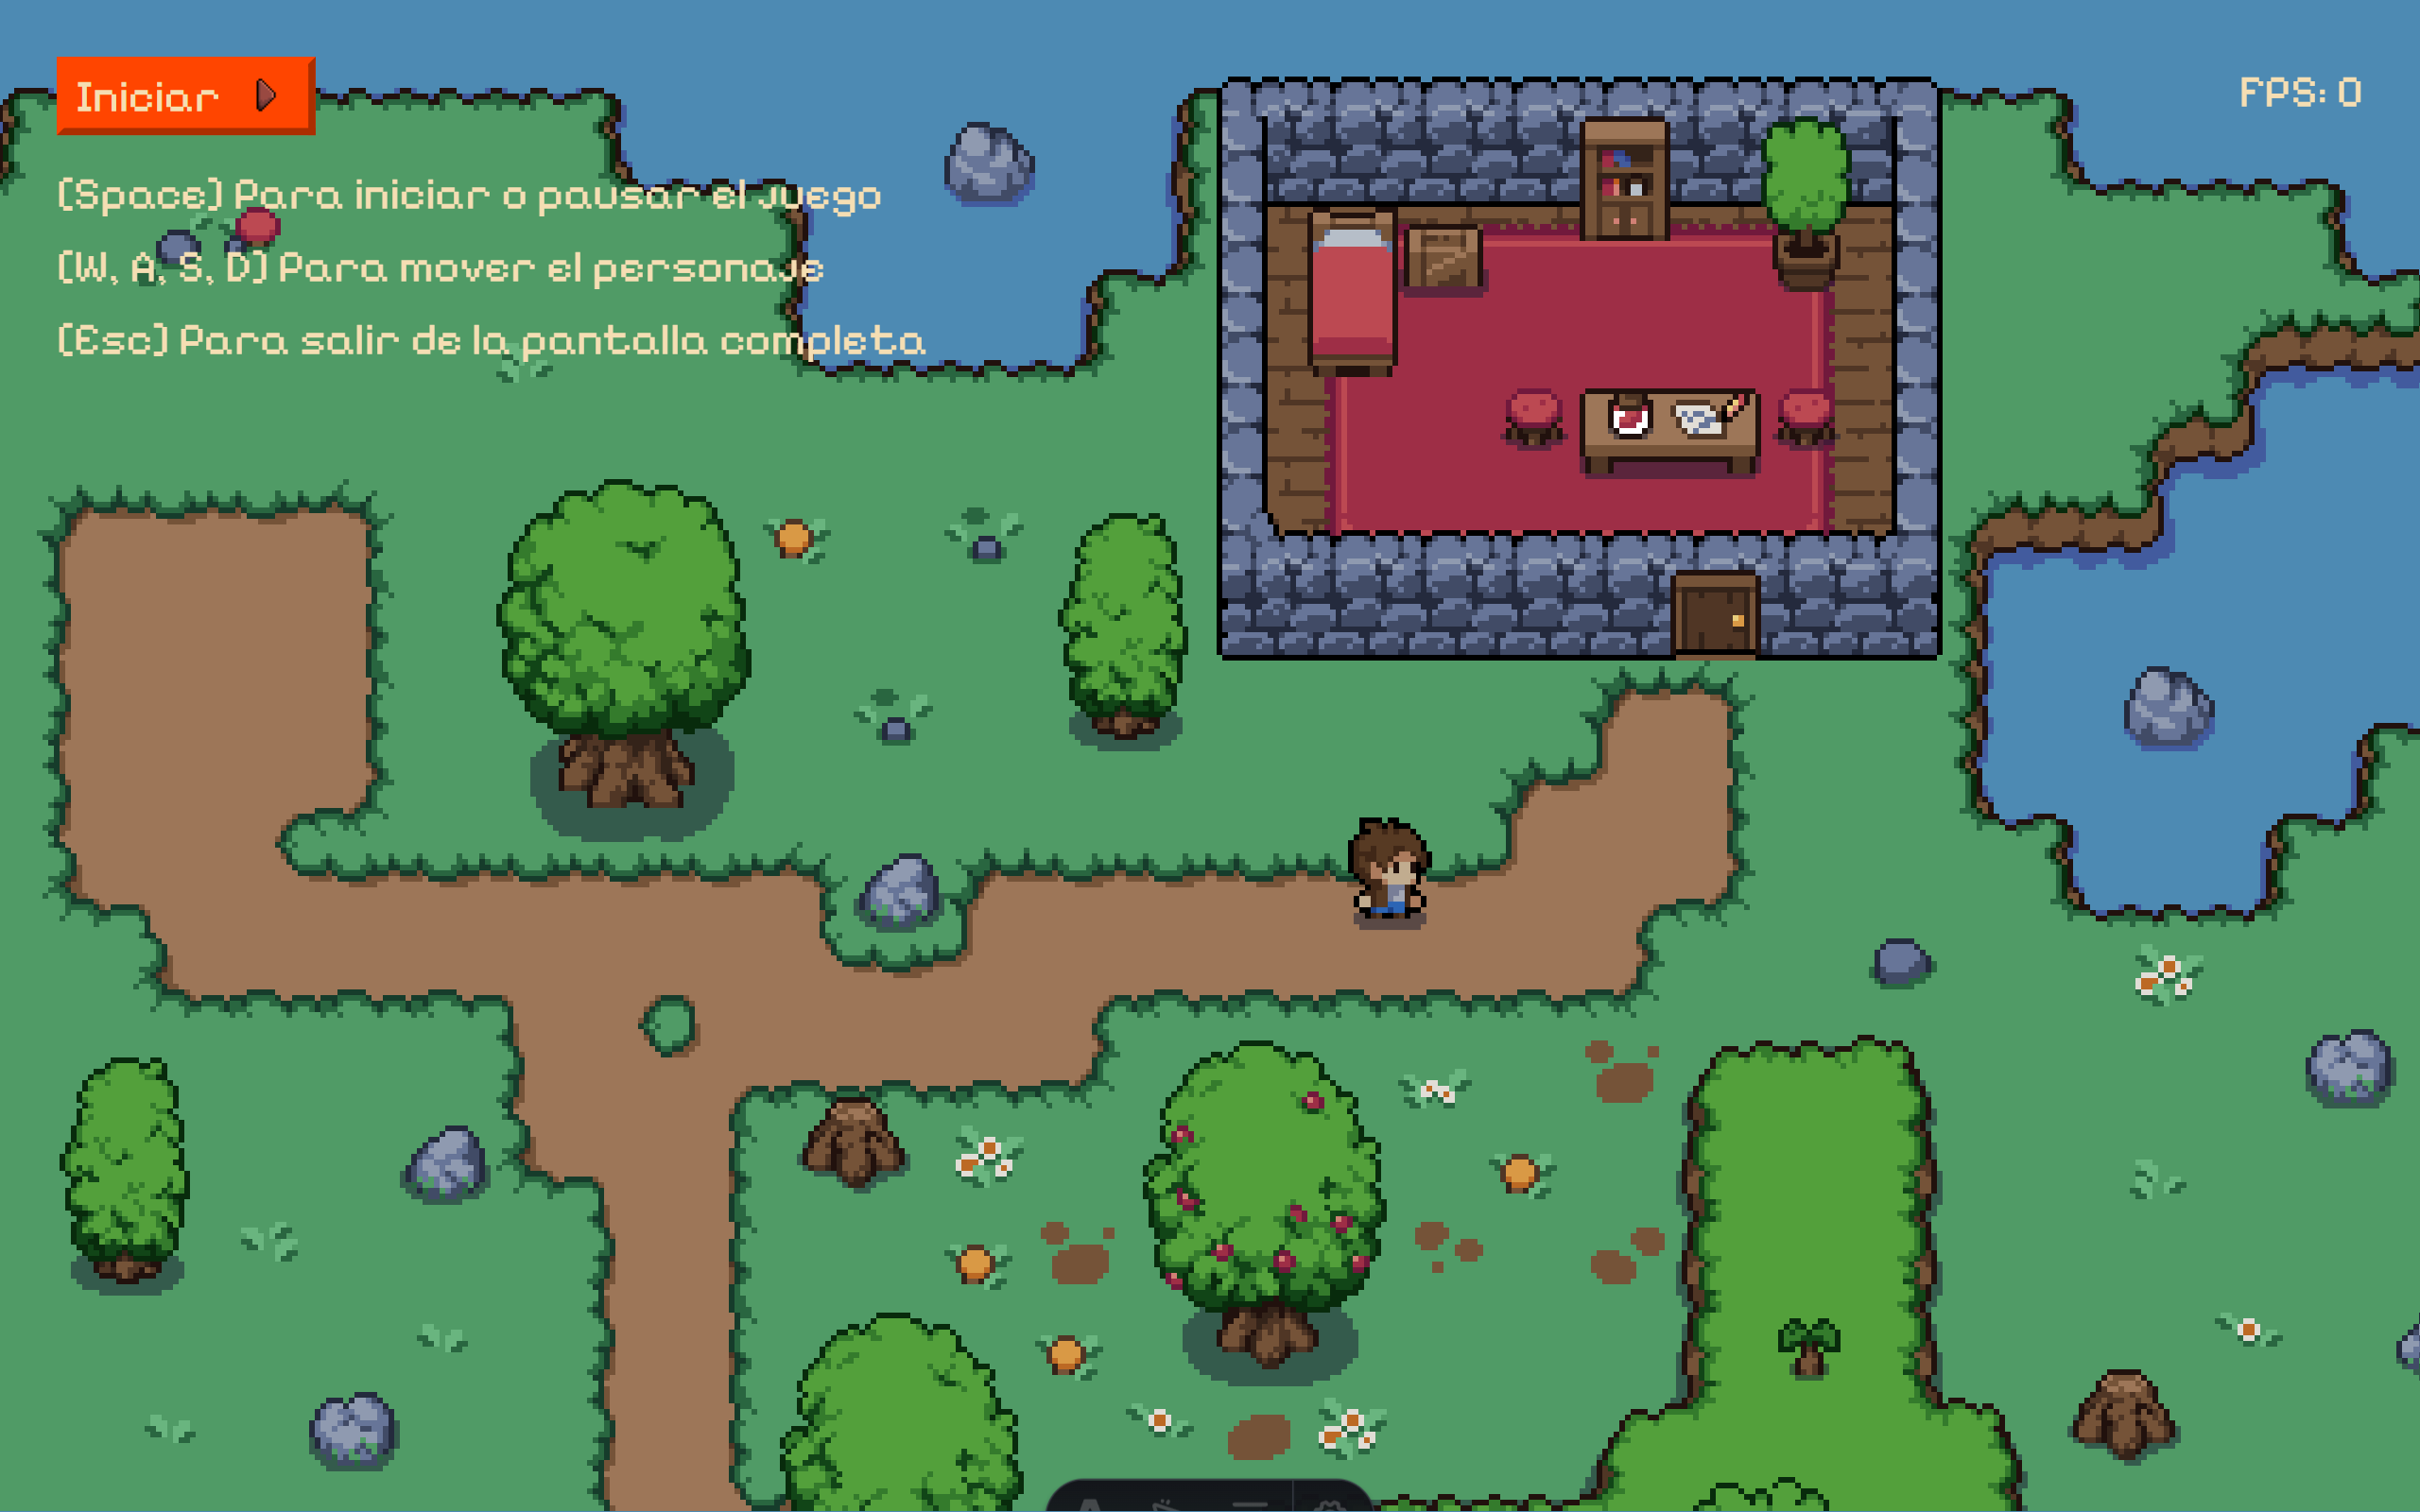 Iniciar
FPS: 0
[Space] Para iniciar o pausar el juego
[W, A, S, D] Para mover el personaje
[Esc] Para salir de la pantalla completa